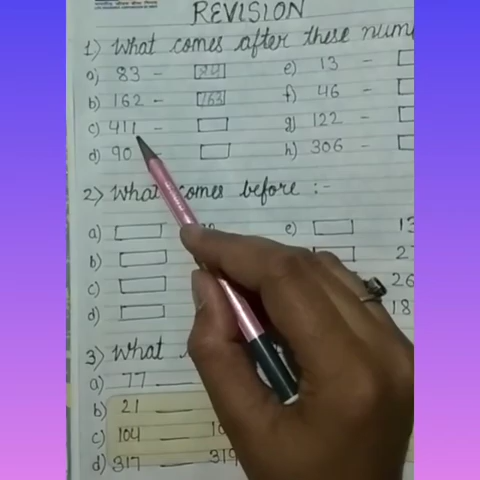 REVISION
1) What comes after these num
a) 83 - 84 e) 13 -
b) 162 - 163 f) 46 -
c) 411 - g) 122 -
d) 90 - h) 306 -
2) What comes before :-
a) e) 13
b) 2
c) 26
d) 18
3) What
a) 77
b) 21
c) 104 10
d) 317 319